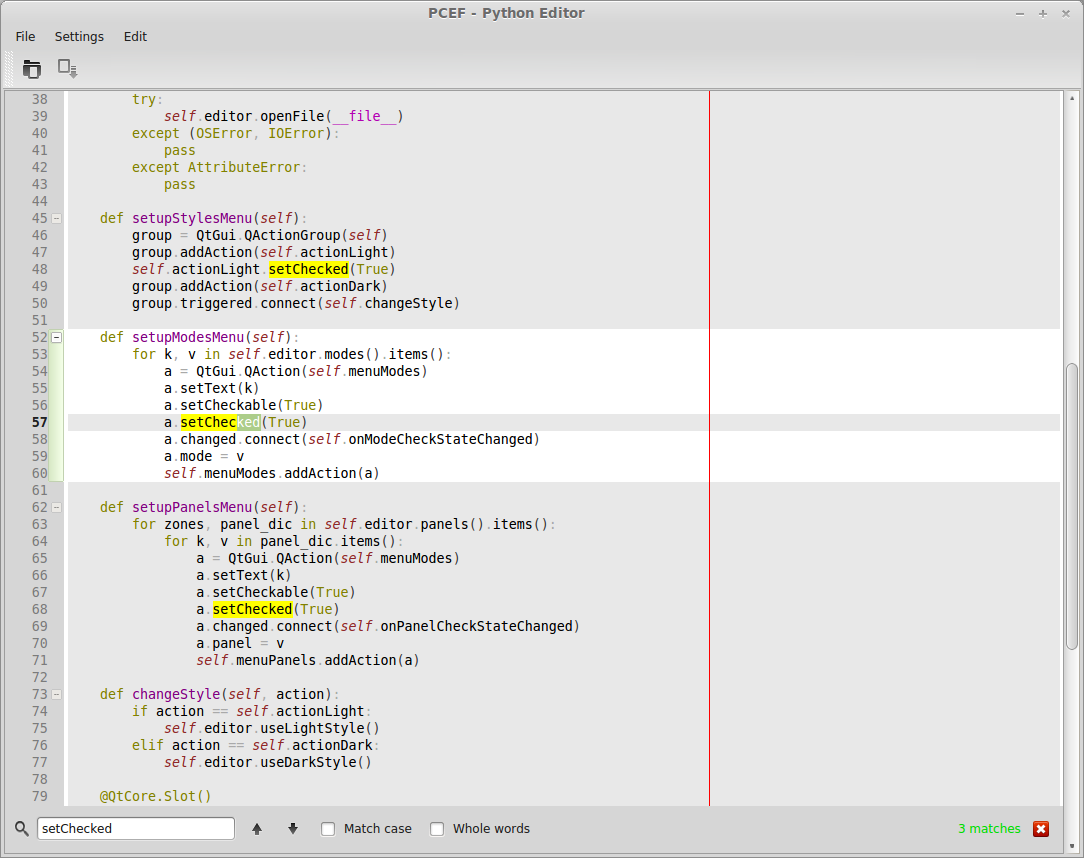 PCEF - Python Editor
File Settings Edit
38 try:
39 self.editor.openFile(__file__)
40 except (OSError, IOError):
41 pass
42 except AttributeError:
43 pass
44
45 def setupStylesMenu(self):
46 group = QtGui.QActionGroup(self)
47 group.addAction(self.actionLight)
48 self.actionLight.setChecked(True)
49 group.addAction(self.actionDark)
50 group.triggered.connect(self.changeStyle)
51
52 def setupModesMenu(self):
53 for k, v in self.editor.modes().items():
54 a = QtGui.QAction(self.menuModes)
55 a.setText(k)
56 a.setCheckable(True)
57 a.setChecked(True)
58 a.changed.connect(self.onModeCheckStateChanged)
59 a.mode = v
60 self.menuModes.addAction(a)
61
62 def setupPanelsMenu(self):
63 for zones, panel_dic in self.editor.panels().items():
64 for k, v in panel_dic.items():
65 a = QtGui.QAction(self.menuModes)
66 a.setText(k)
67 a.setCheckable(True)
68 a.setChecked(True)
69 a.changed.connect(self.onPanelCheckStateChanged)
70 a.panel = v
71 self.menuPanels.addAction(a)
72
73 def changeStyle(self, action):
74 if action == self.actionLight:
75 self.editor.useLightStyle()
76 elif action == self.actionDark:
77 self.editor.useDarkStyle()
78
79 @QtCore.Slot()
setChecked Match case Whole words 3 matches